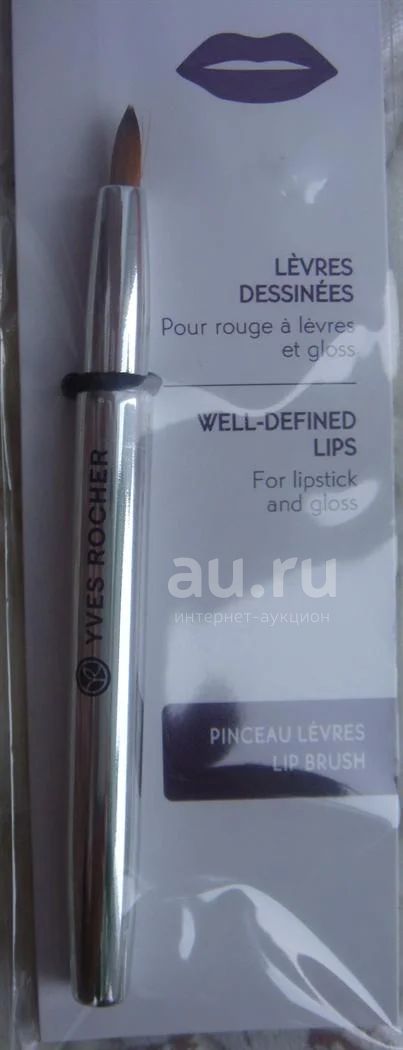 LÈVRES
DESSINÉES
Pour rouge à lèvres
et gloss
WELL-DEFINED
LIPS
For lipstick
and gloss
YVES ROCHER
au.ru
интернет-аукцион
PINCEAU LÈVRES
LIP BRUSH